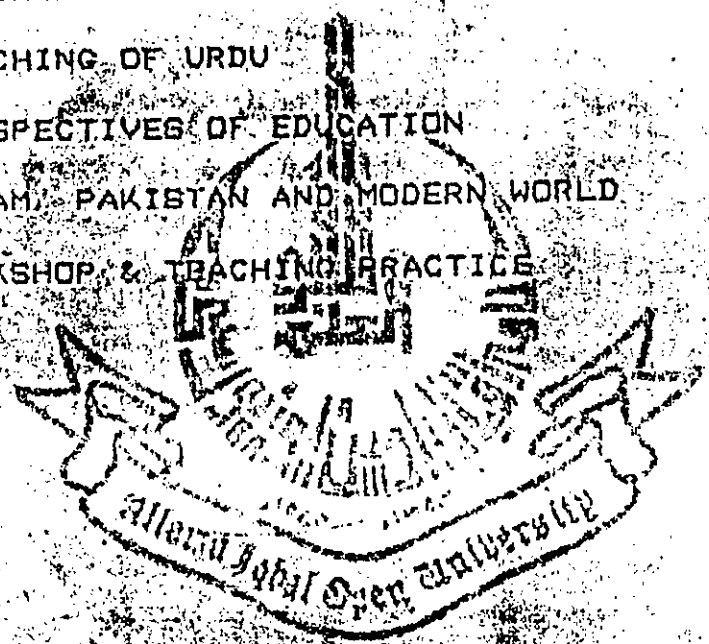 CHING OF URDU
SPECTIVES OF EDUCATION
AM, PAKISTAN AND MODERN WORLD
KSHOP & TEACHING PRACTICE
Allama Iqbal Open University